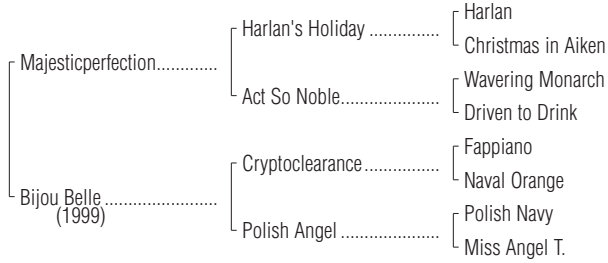 Harlan
Harlan's Holiday ...............
Christmas in Aiken
Majesticperfection.............
Wavering Monarch
Act So Noble.....................
Driven to Drink
Fappiano
Cryptoclearance................
Naval Orange
Bijou Belle ........................
(1999)
Polish Navy
Polish Angel .....................
Miss Angel T.